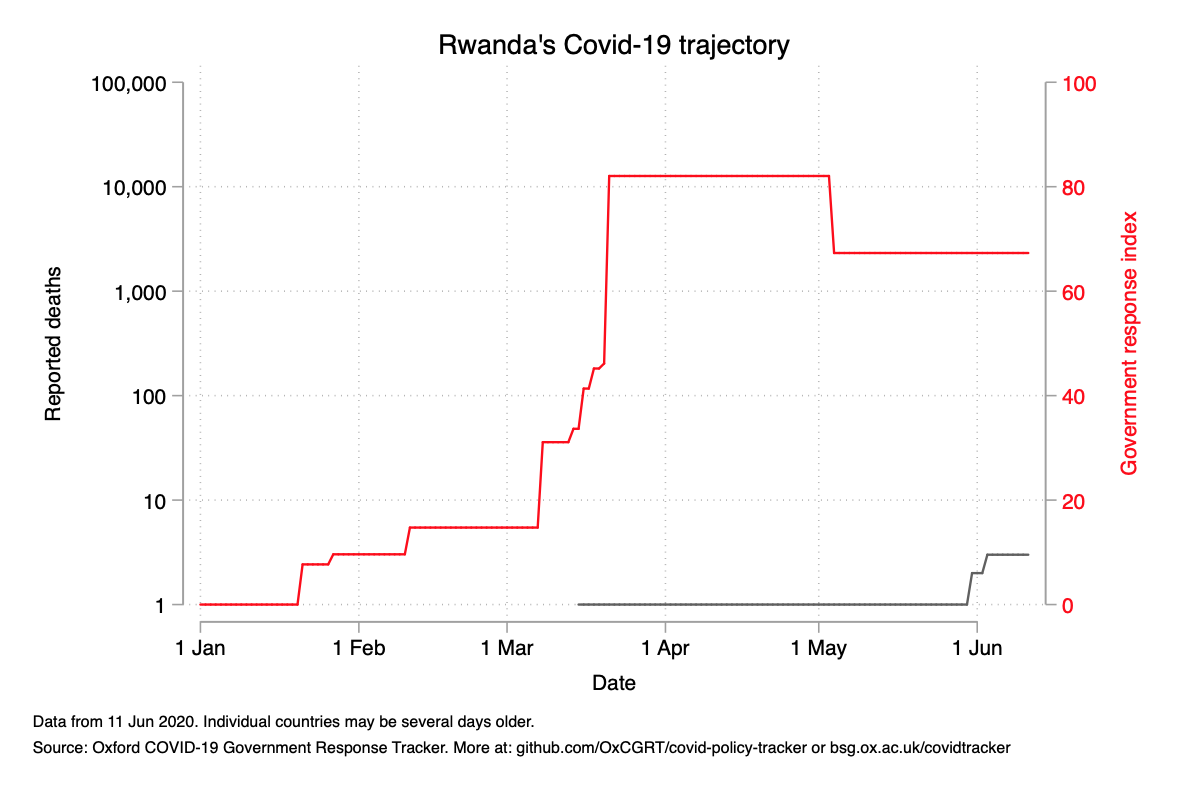 Rwanda's Covid-19 trajectory
100,000
10,000
1,000
100
10
1
Reported deaths
100
80
60
40
20
0
Government response index
1 Jan
1 Feb
1 Mar
1 Apr
1 May
1 Jun
Date
Data from 11 Jun 2020. Individual countries may be several days older.
Source: Oxford COVID-19 Government Response Tracker. More at: github.com/OxCGRT/covid-policy-tracker or bsg.ox.ac.uk/covidtracker